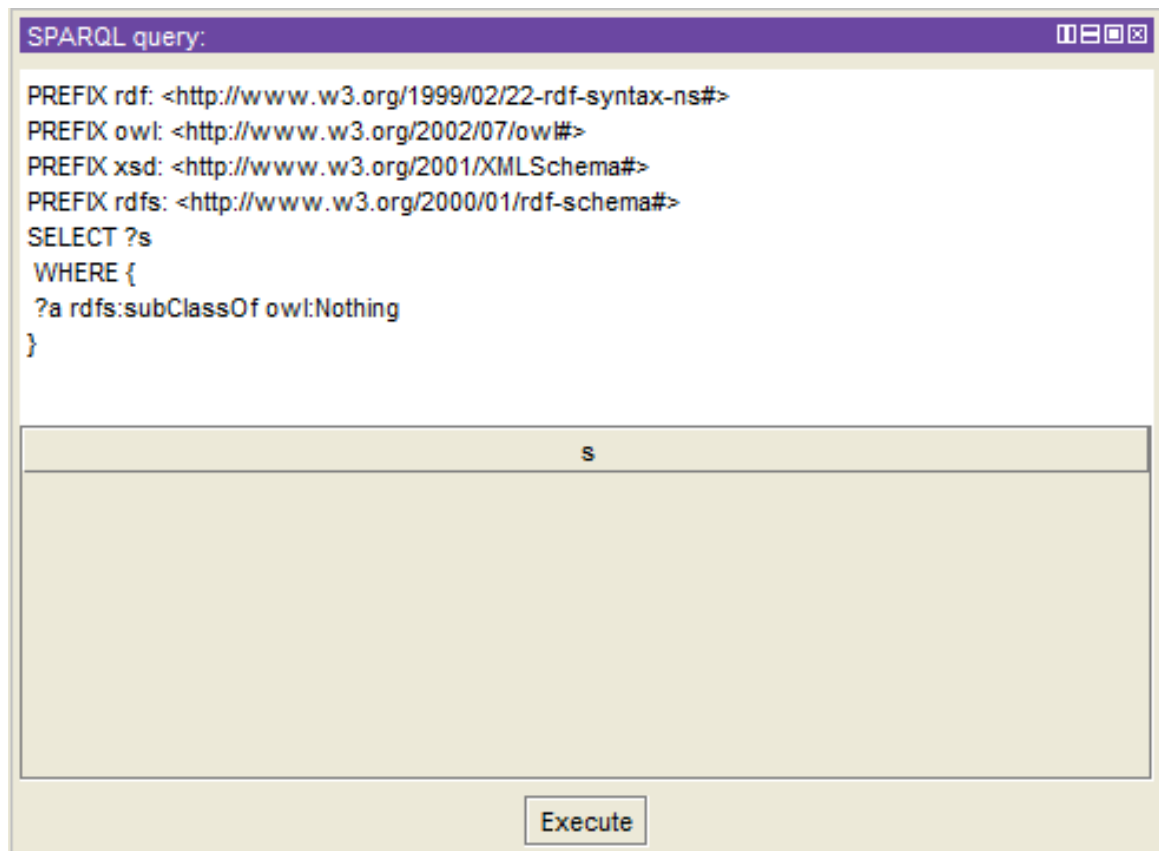 SPARQL query:
PREFIX rdf: <http://www.w3.org/1999/02/22-rdf-syntax-ns#>
PREFIX owl: <http://www.w3.org/2002/07/owl#>
PREFIX xsd: <http://www.w3.org/2001/XMLSchema#>
PREFIX rdfs: <http://www.w3.org/2000/01/rdf-schema#>
SELECT ?s
WHERE {
?a rdfs:subClassOf owl:Nothing
}
s
Execute